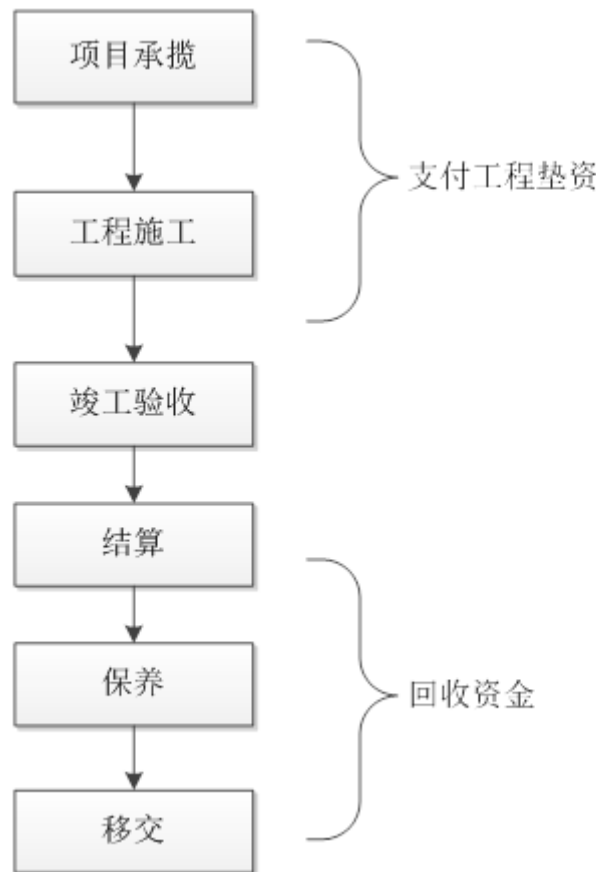 项目承揽
支付工程垫资
工程施工
竣工验收
结算
保养
回收资金
移交